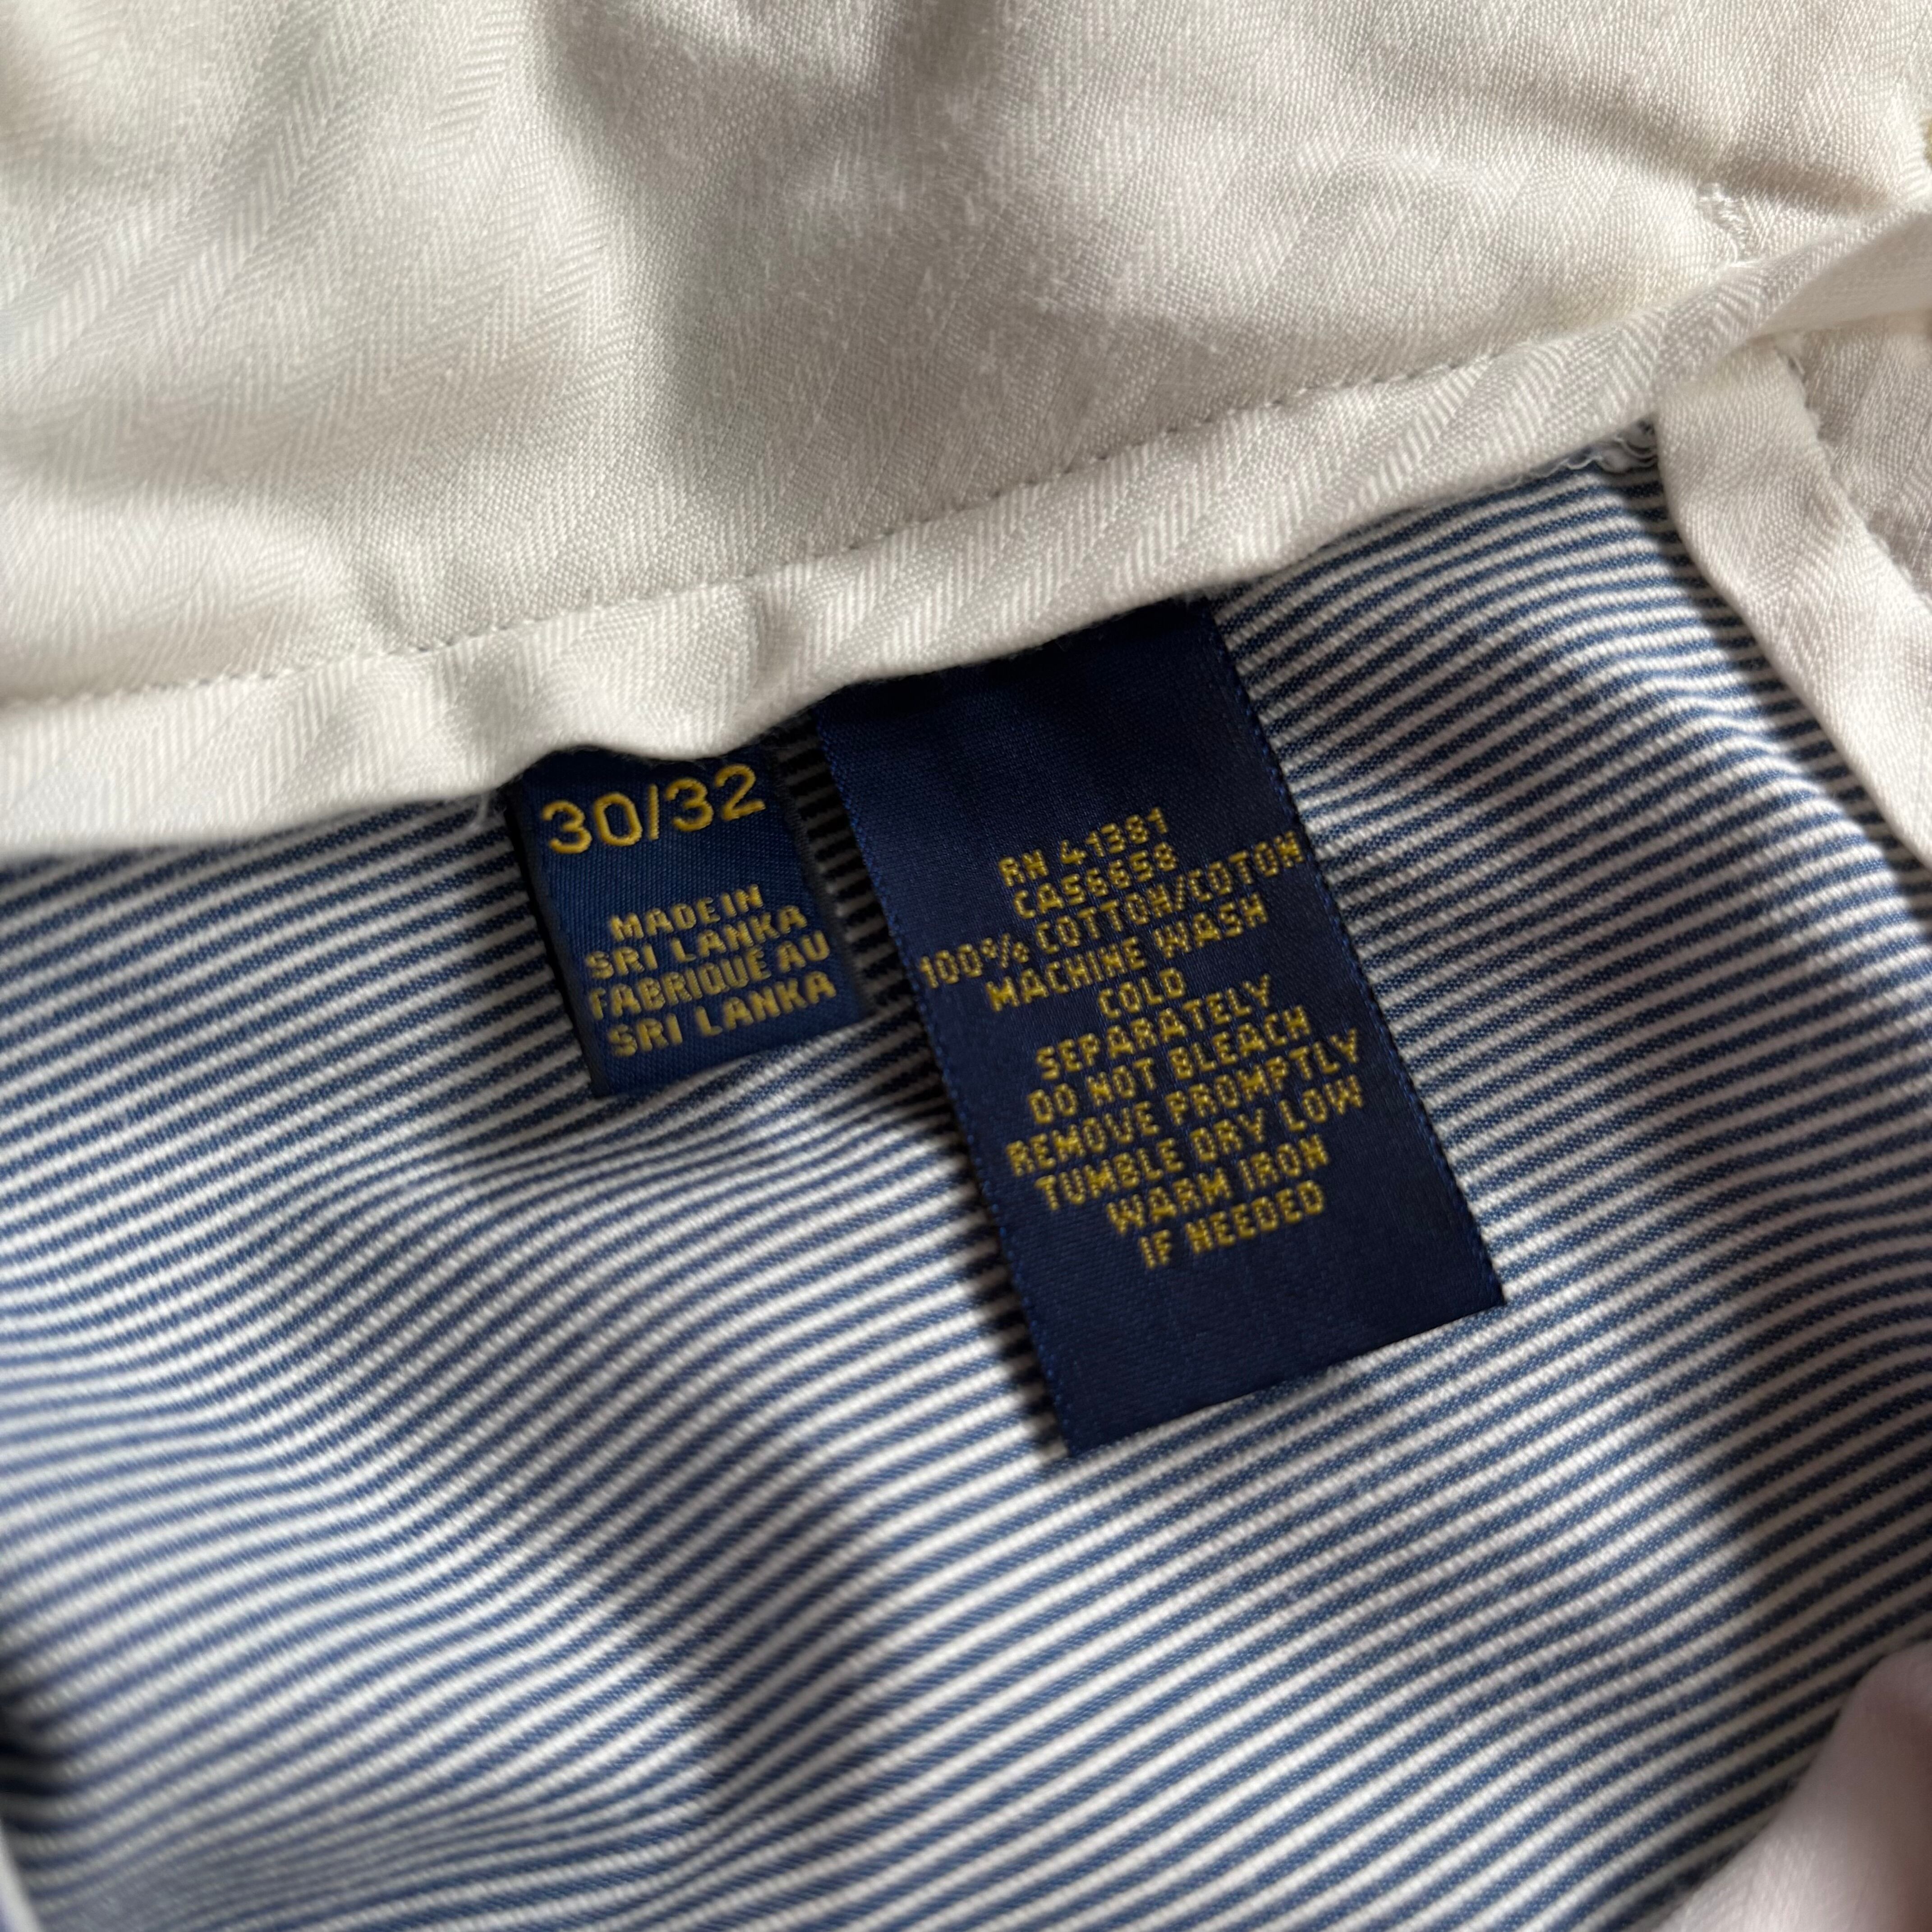 30/32
MADE IN
SRI LANKA
FABRIQUÉ AU
SRI LANKA
RN 41381
CA56658
100% COTTON/COTON
MACHINE WASH
COLD
SEPARATELY
DO NOT BLEACH
REMOVE PROMPTLY
TUMBLE DRY LOW
WARM IRON
IF NEEDED